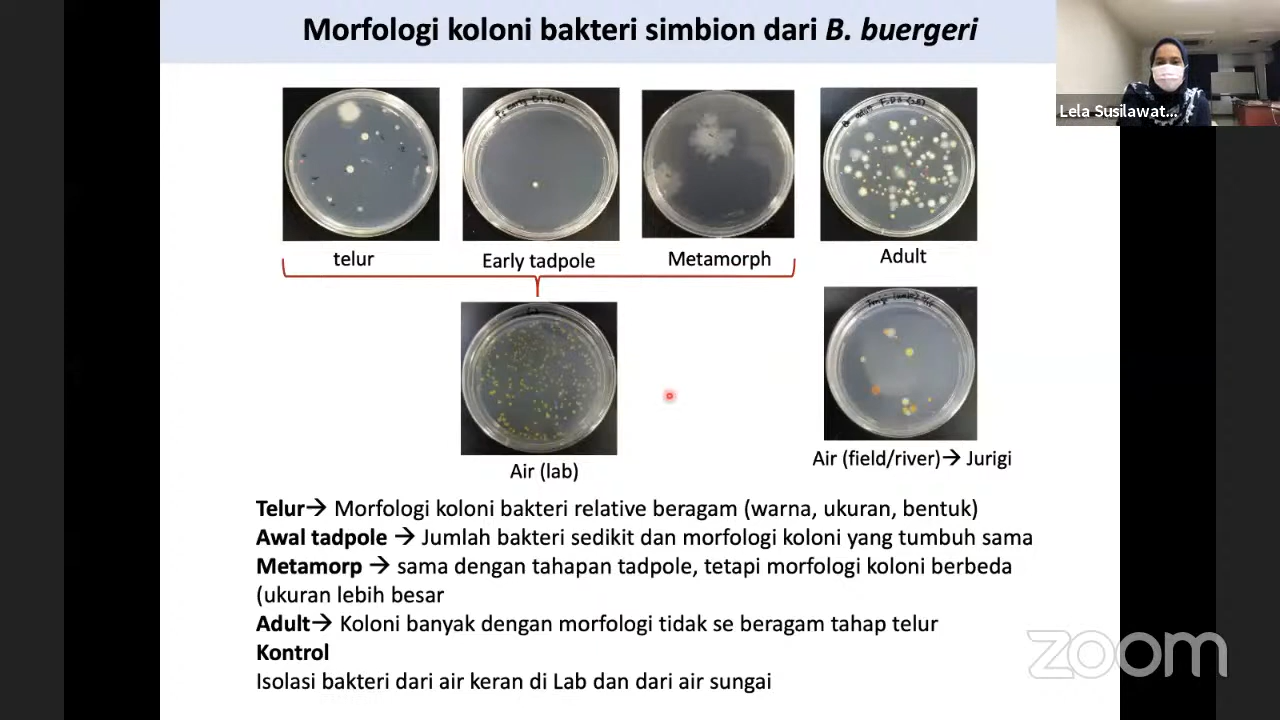 Morfologi koloni bakteri simbion dari B. buergeri
Lela Susilawat...
telur
Early tadpole
Metamorph
Adult
Air (lab)
Air (field/river)→ Jurigi
Telur→ Morfologi koloni bakteri relative beragam (warna, ukuran, bentuk)
Awal tadpole → Jumlah bakteri sedikit dan morfologi koloni yang tumbuh sama
Metamorp → sama dengan tahapan tadpole, tetapi morfologi koloni berbeda
(ukuran lebih besar
Adult→ Koloni banyak dengan morfologi tidak se beragam tahap telur
Kontrol
Isolasi bakteri dari air keran di Lab dan dari air sungai
zoom